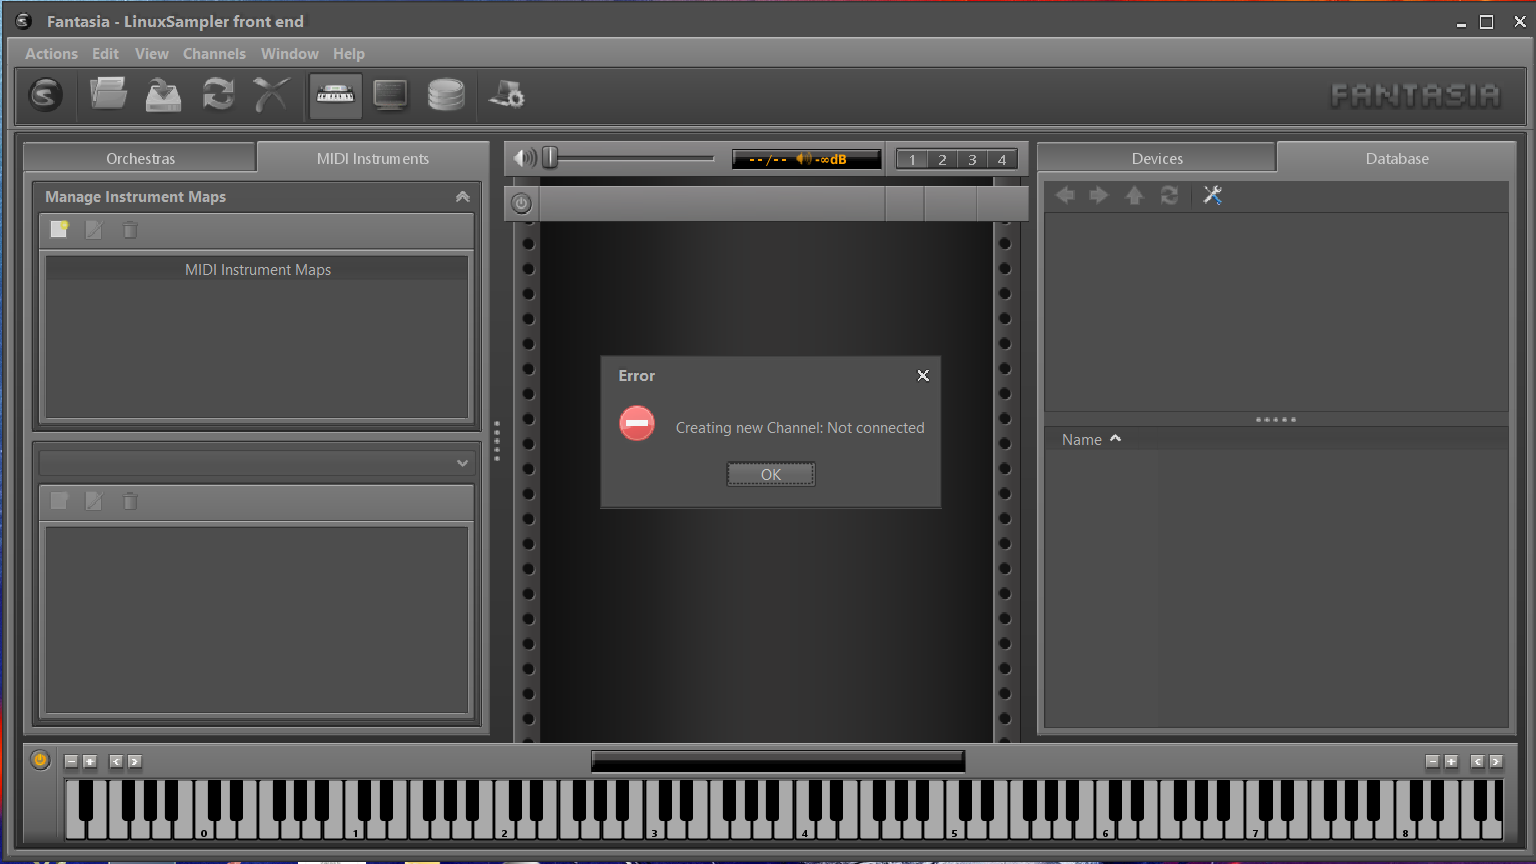 Fantasia - LinuxSampler front end
Actions Edit View Channels Window Help
FANTASIA
Orchestras MIDI Instruments
--/-- -∞dB
1 2 3 4
Devices Database
Manage Instrument Maps
MIDI Instrument Maps
Error
Creating new Channel: Not connected
OK
Name
0 1 2 3 4 5 6 7 8